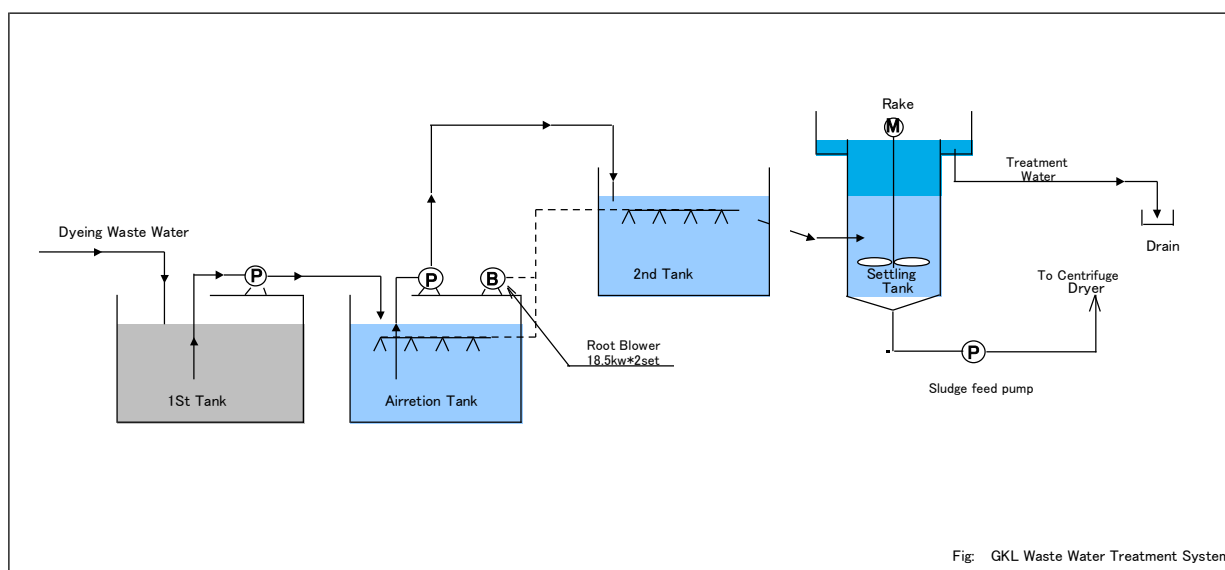 Rake
M
Treatment
Water
Dyeing Waste Water
P
P
B
2nd Tank
Settling
Tank
Drain
To Centrifuge
Dryer
Root Blower
18.5kw*2set
P
1St Tank
Airretion Tank
Sludge feed pump
Fig: GKL Waste Water Treatment System